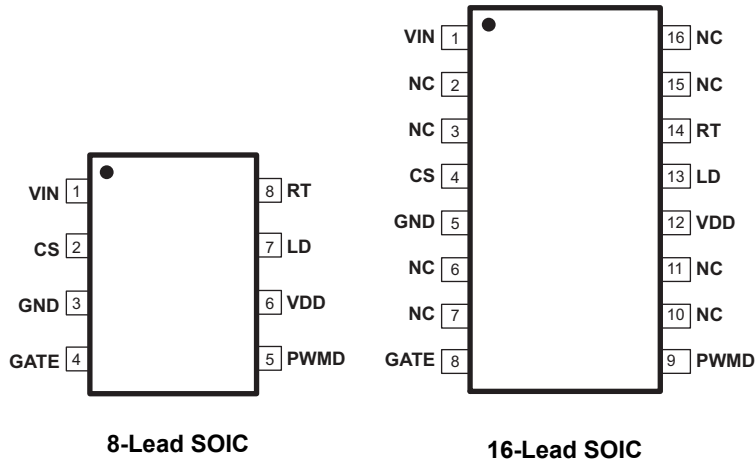 VIN 1
CS 2
GND 3
GATE 4
8 RT
7 LD
6 VDD
5 PWMD
8-Lead SOIC
VIN 1
NC 2
NC 3
CS 4
GND 5
NC 6
NC 7
GATE 8
16 NC
15 NC
14 RT
13 LD
12 VDD
11 NC
10 NC
9 PWMD
16-Lead SOIC